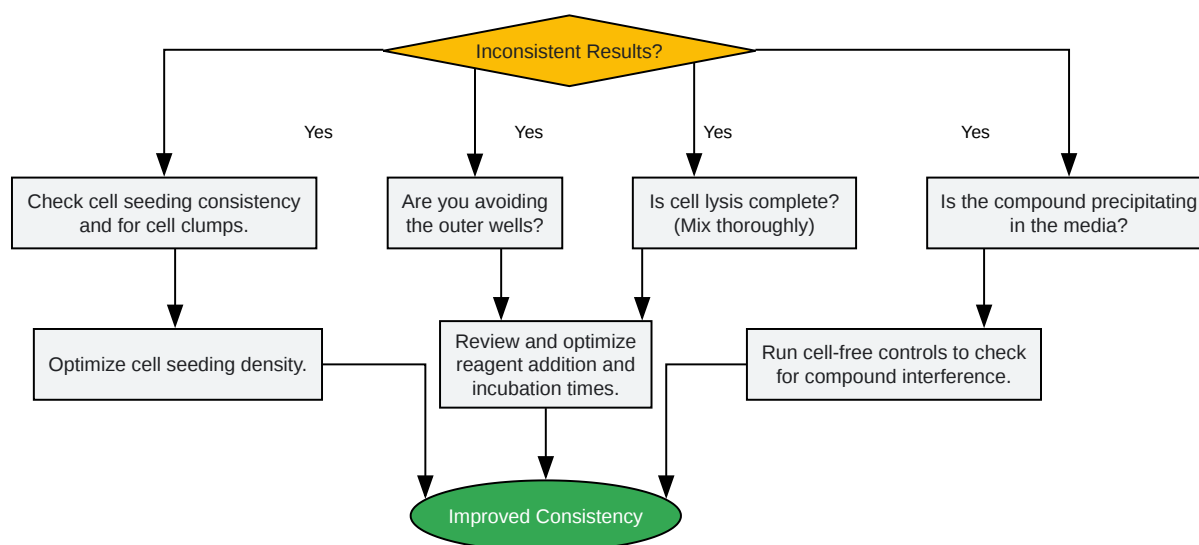 Inconsistent Results?
Yes
Yes
Yes
Yes
Check cell seeding consistency
and for cell clumps.
Are you avoiding
the outer wells?
Is cell lysis complete?
(Mix thoroughly)
Is the compound precipitating
in the media?
Optimize cell seeding density.
Review and optimize
reagent addition and
incubation times.
Run cell-free controls to check
for compound interference.
Improved Consistency